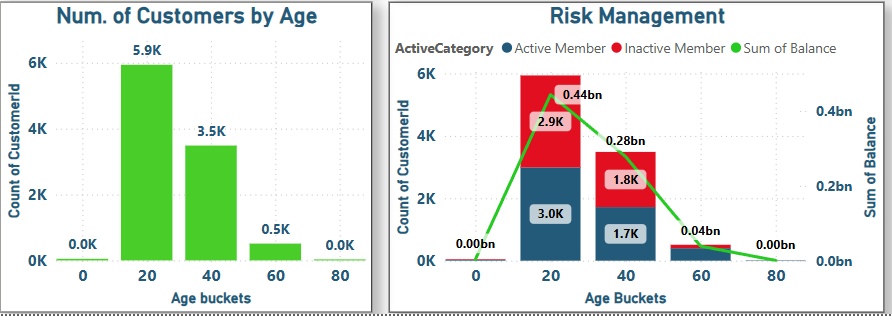 Num. of Customers by Age
5.9K
6K
3.5K
4K
2K
0.5K
0.0K
0.0K
0K
0 20 40 60 80
Age buckets
Count of CustomerId
Risk Management
ActiveCategory Active Member Inactive Member Sum of Balance
6K
0.44bn
0.4bn
2.9K
4K
0.28bn
1.8K
0.2bn
3.0K
2K
1.7K
0.04bn
0.00bn
0.00bn
0K
0.0bn
0 20 40 60 80
Age Buckets
Count of CustomerId
Sum of Balance